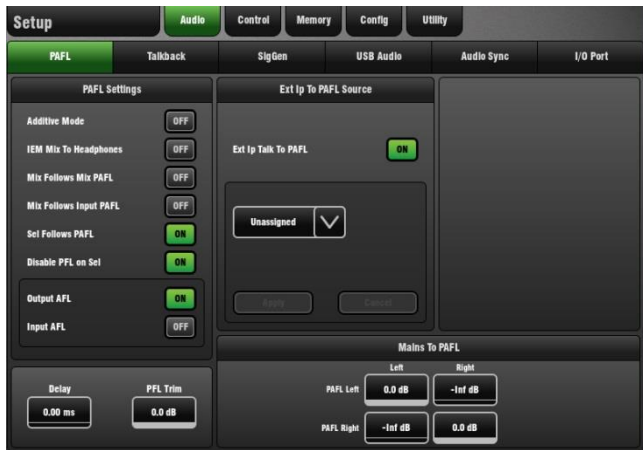 Setup Audio Control Memory Config Utility
PAFL Talkback SigGen USB Audio Audio Sync I/O Port
PAFL Settings
Additive Mode OFF
IEM Mix To Headphones OFF
Mix Follows Mix PAFL OFF
Mix Follows Input PAFL OFF
Sel Follows PAFL ON
Disable PFL on Sel ON
Output AFL ON
Input AFL OFF
Delay PFL Trim
0.00 ms 0.0 dB
Ext Ip To PAFL Source
Ext Ip Talk To PAFL ON
Unassigned
Apply Cancel
Mains To PAFL
Left Right
PAFL Left 0.0 dB -Inf dB
PAFL Right -Inf dB 0.0 dB